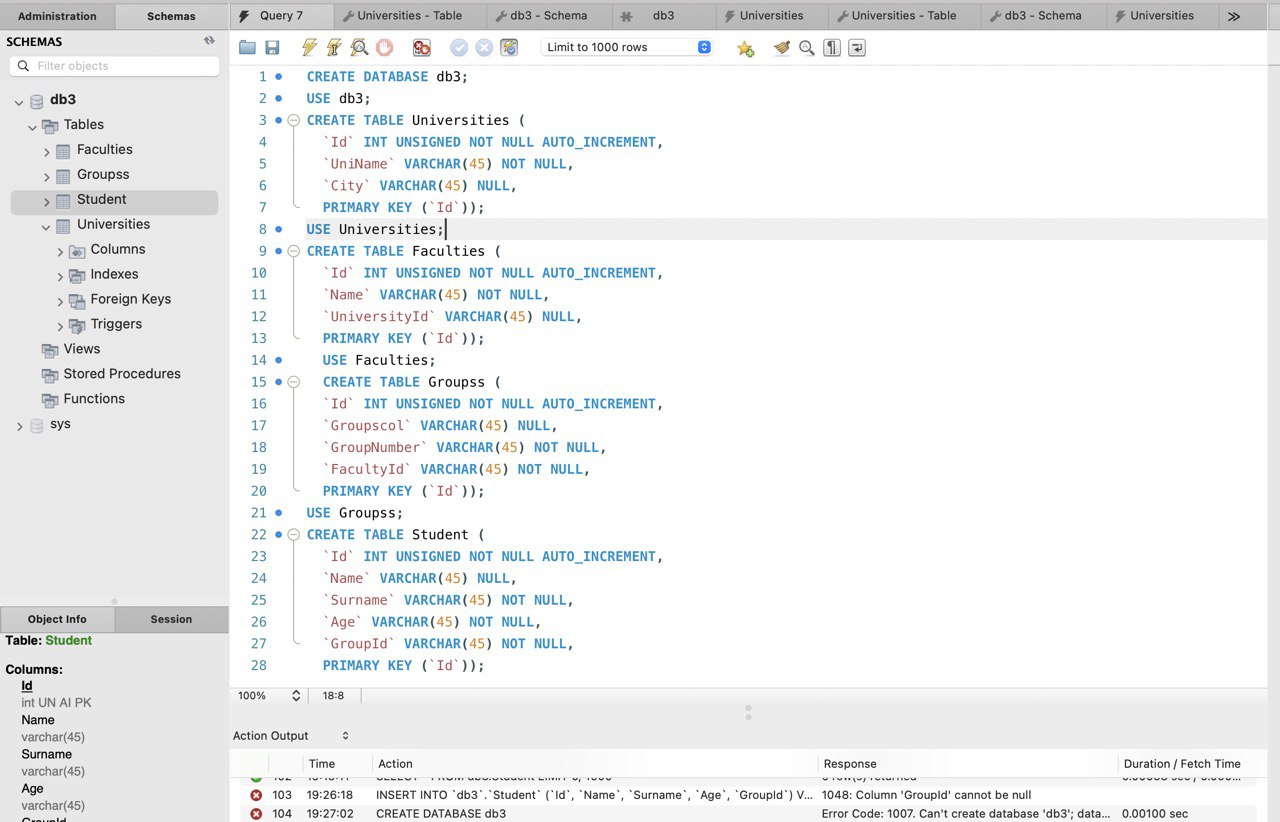 Administration Schemas Query 7 Universities - Table db3 - Schema db3 Universities Universities - Table db3 - Schema Universities
SCHEMAS
Filter objects
db3
Tables
Faculties
Groupss
Student
Universities
Columns
Indexes
Foreign Keys
Triggers
Views
Stored Procedures
Functions
sys
Limit to 1000 rows
1 CREATE DATABASE db3;
2 USE db3;
3 CREATE TABLE Universities (
4 `Id` INT UNSIGNED NOT NULL AUTO_INCREMENT,
5 `UniName` VARCHAR(45) NOT NULL,
6 `City` VARCHAR(45) NULL,
7 PRIMARY KEY (`Id`));
8 USE Universities;
9 CREATE TABLE Faculties (
10 `Id` INT UNSIGNED NOT NULL AUTO_INCREMENT,
11 `Name` VARCHAR(45) NOT NULL,
12 `UniversityId` VARCHAR(45) NULL,
13 PRIMARY KEY (`Id`));
14 USE Faculties;
15 CREATE TABLE Groupss (
16 `Id` INT UNSIGNED NOT NULL AUTO_INCREMENT,
17 `Groupscol` VARCHAR(45) NULL,
18 `GroupNumber` VARCHAR(45) NOT NULL,
19 `FacultyId` VARCHAR(45) NOT NULL,
20 PRIMARY KEY (`Id`));
21 USE Groupss;
22 CREATE TABLE Student (
23 `Id` INT UNSIGNED NOT NULL AUTO_INCREMENT,
24 `Name` VARCHAR(45) NULL,
25 `Surname` VARCHAR(45) NOT NULL,
26 `Age` VARCHAR(45) NOT NULL,
27 `GroupId` VARCHAR(45) NOT NULL,
28 PRIMARY KEY (`Id`));
100% 18:8
Object Info Session
Table: Student
Columns:
Id
int UN AI PK
Name
varchar(45)
Surname
varchar(45)
Age
varchar(45)
GroupId
Action Output
Time Action Response Duration / Fetch Time
103 19:26:18 INSERT INTO `db3`.`Student` (`Id`, `Name`, `Surname`, `Age`, `GroupId`) V... 1048: Column 'GroupId' cannot be null
104 19:27:02 CREATE DATABASE db3 Error Code: 1007. Can't create database 'db3'; data... 0.00100 sec